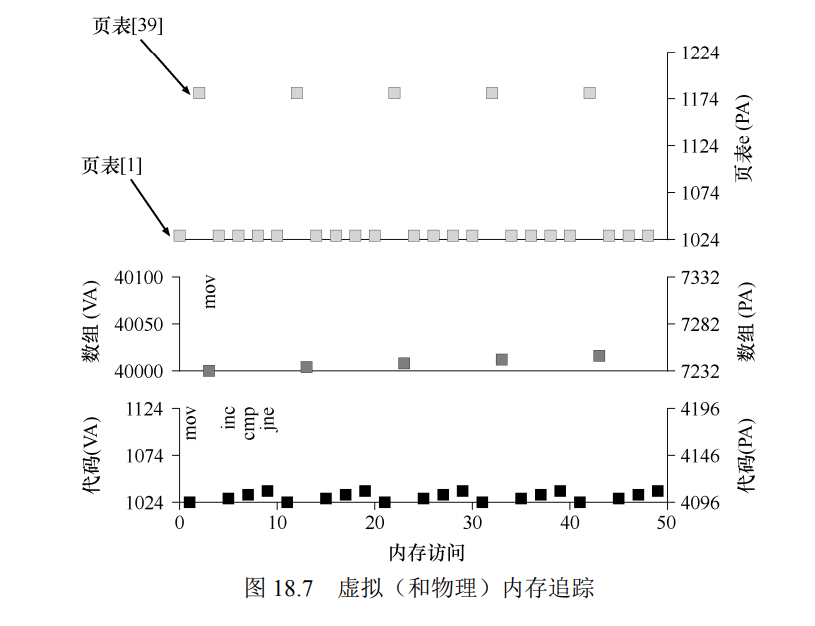 页表[39]
1224
1174
1124
1074
1024
页表e (PA)
页表[1]
40100
40050
40000
数组 (VA)
mov
7332
7282
7232
数组 (PA)
1124
1074
1024
代码(VA)
mov
inc
cmp
jne
4196
4146
4096
代码(PA)
0 10 20 30 40 50
内存访问
图 18.7 虚拟（和物理）内存追踪